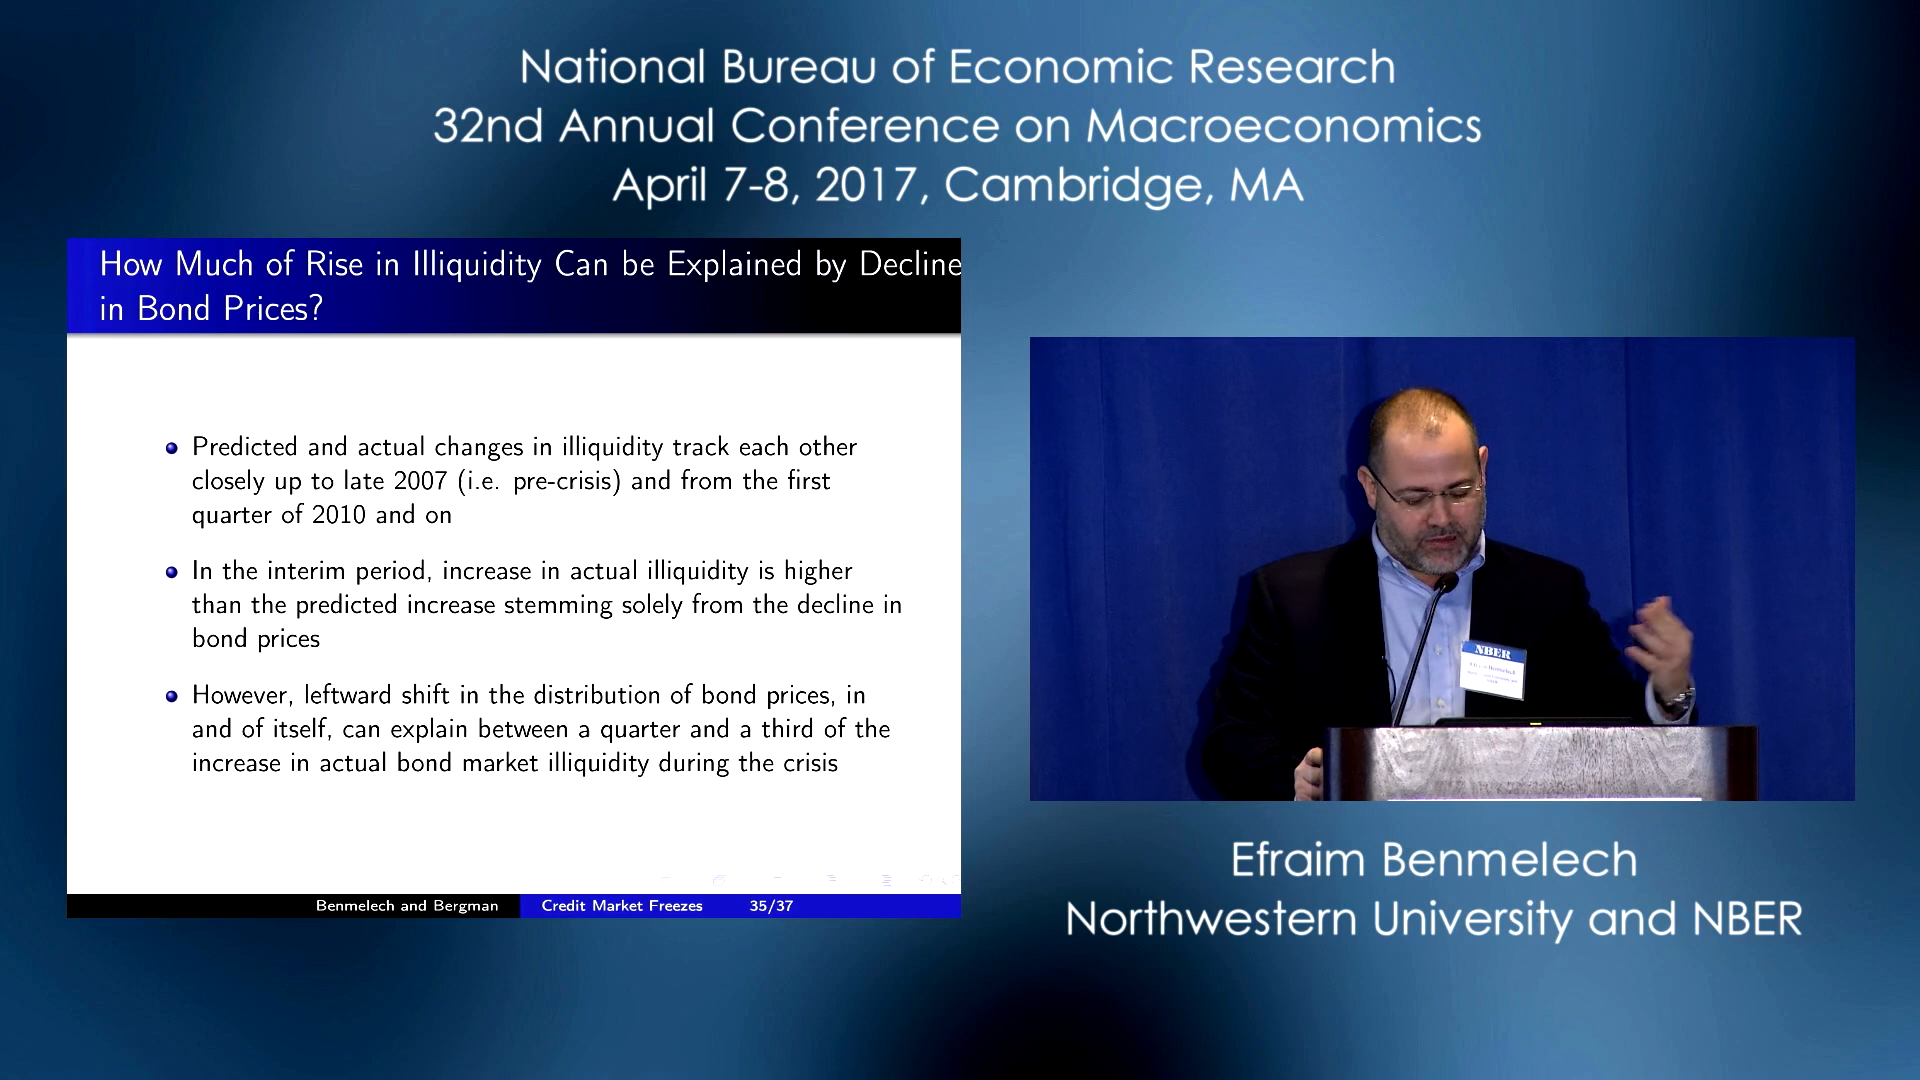 National Bureau of Economic Research
32nd Annual Conference on Macroeconomics
April 7-8, 2017, Cambridge, MA
How Much of Rise in Illiquidity Can be Explained by Decline
in Bond Prices?
Predicted and actual changes in illiquidity track each other
closely up to late 2007 (i.e. pre-crisis) and from the first
quarter of 2010 and on
In the interim period, increase in actual illiquidity is higher
than the predicted increase stemming solely from the decline in
bond prices
However, leftward shift in the distribution of bond prices, in
and of itself, can explain between a quarter and a third of the
increase in actual bond market illiquidity during the crisis
Benmelech and Bergman Credit Market Freezes 35/37
NBER
Benmelech
Efraim Benmelech
Northwestern University and NBER